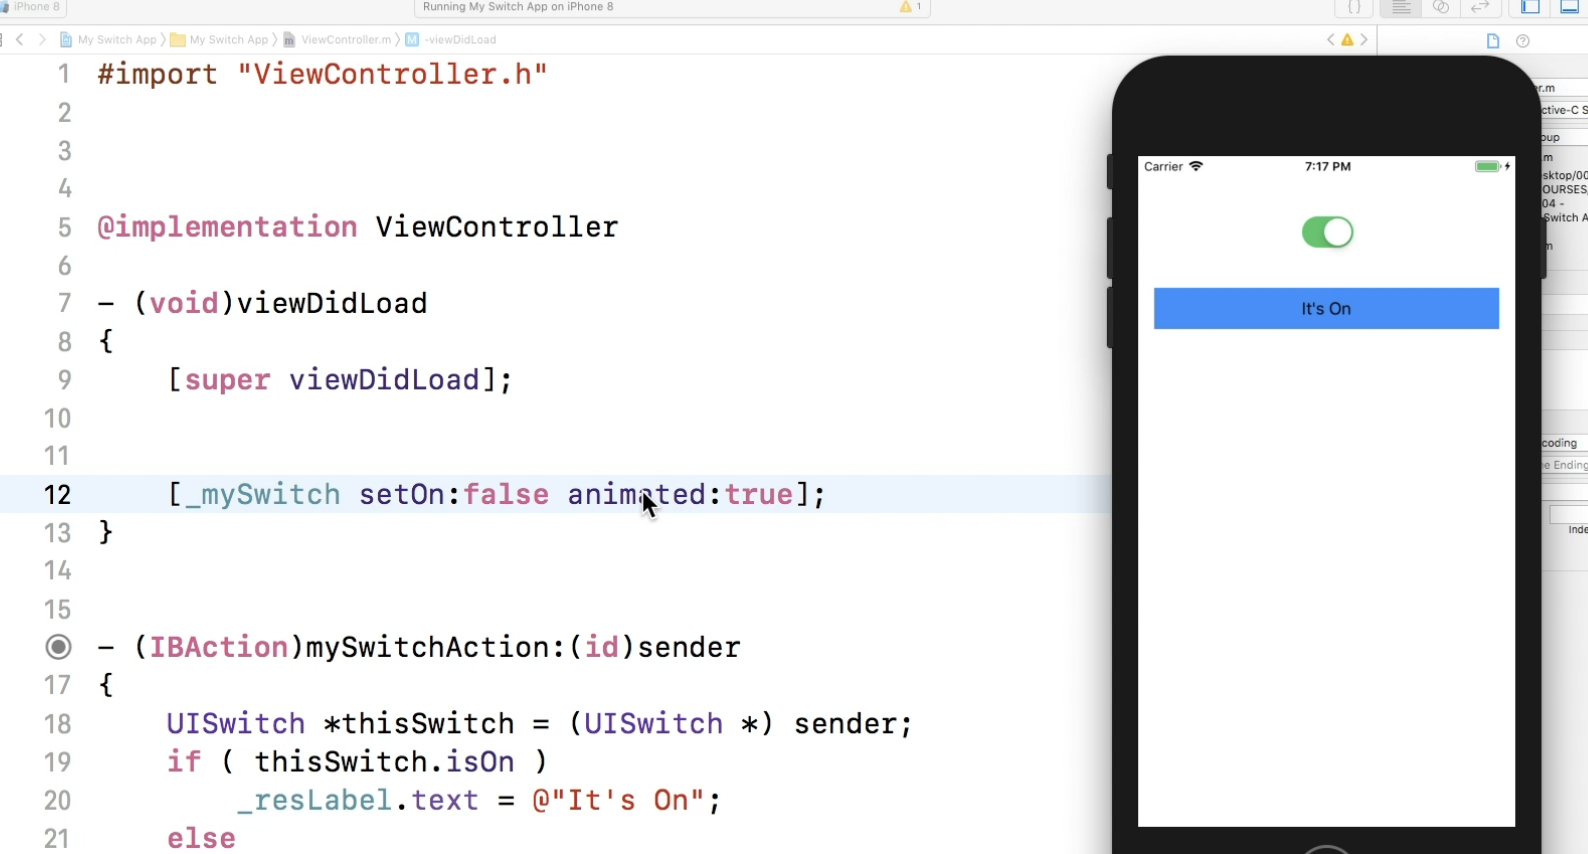 iPhone 8
Running My Switch App on iPhone 8
1
My Switch App
My Switch App
ViewController.m
M
-viewDidLoad
1 #import "ViewController.h"
2
3
4
5 @implementation ViewController
6
7 - (void)viewDidLoad
8 {
9 [super viewDidLoad];
10
11
12 [_mySwitch setOn:false animated:true];
13 }
14
15
- (IBAction)mySwitchAction:(id)sender
17 {
18 UISwitch *thisSwitch = (UISwitch *) sender;
19 if ( thisSwitch.isOn )
20 _resLabel.text = @"It's On";
21 else
Carrier 7:17 PM
It's On
er.m
ctive-C S
oup
.m
sktop/00
OURSES,
04 -
Switch A
m
coding
e Ending
Inde